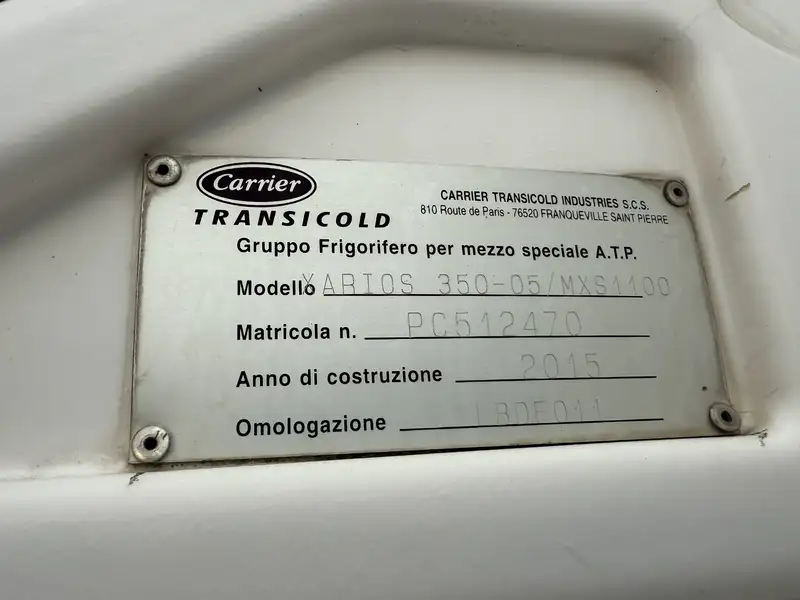 Carrier
TRANSICOLD
CARRIER TRANSICOLD INDUSTRIES S.C.S.
810 Route de Paris - 76520 FRANQUEVILLE SAINT PIERRE
Gruppo Frigorifero per mezzo speciale A.T.P.
Modello XARIOS 350-05/MXS1100
Matricola n. PC512470
Anno di costruzione 2015
Omologazione